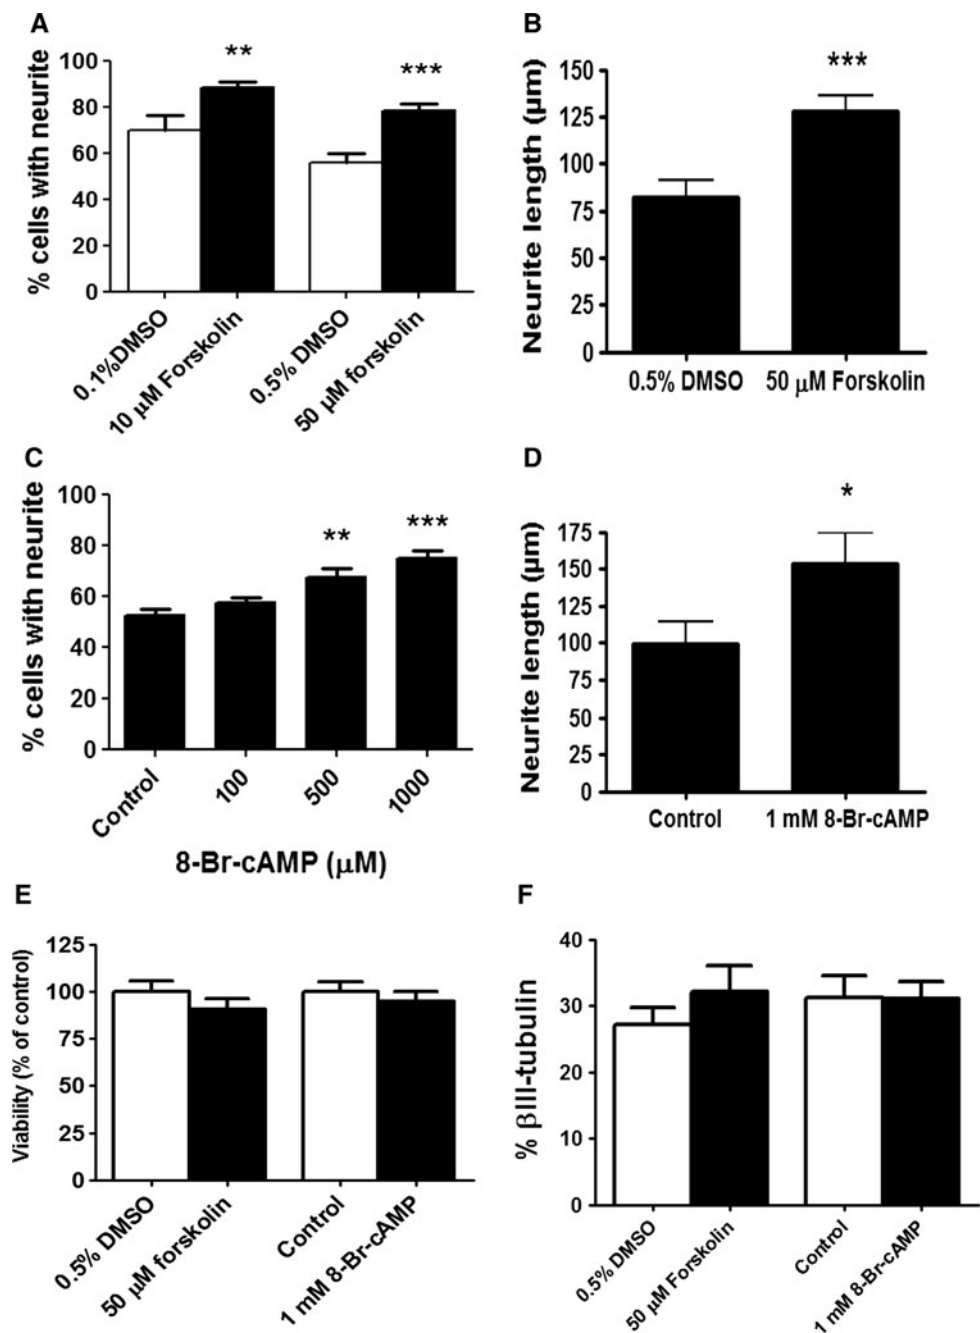 A
% cells with neurite
100
80
60
40
20
0
**
***
0.1%DMSO
10 µM Forskolin
0.5% DMSO
50 µM forskolin
B
Neurite length (µm)
150
125
100
75
50
25
0
***
0.5% DMSO
50 µM Forskolin
C
% cells with neurite
100
80
60
40
20
0
**
***
Control
100
500
1000
8-Br-cAMP (µM)
D
Neurite length (µm)
175
150
125
100
75
50
25
0
*
Control
1 mM 8-Br-cAMP
E
Viability (% of control)
125
100
75
50
25
0
0.5% DMSO
50 µM forskolin
Control
1 mM 8-Br-cAMP
F
% βIII-tubulin
40
30
20
10
0
0.5% DMSO
50 µM Forskolin
Control
1 mM 8-Br-cAMP